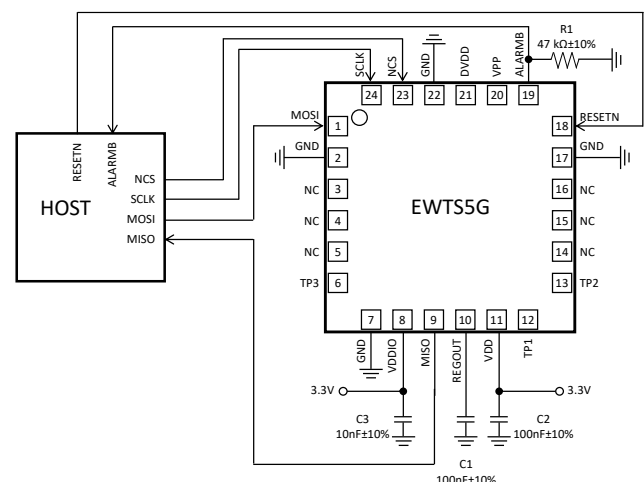 R1
47 kΩ±10%
RESETN
ALARMB
NCS
SCLK
MOSI
MISO
HOST
SCLK
NCS
GND
DVDD
VPP
ALARMB
24
23
22
21
20
19
MOSI
1
18
RESETN
GND
2
17
GND
NC
3
16
NC
EWTS5G
NC
4
15
NC
NC
5
14
NC
TP3
6
13
TP2
7
8
9
10
11
12
GND
VDDIO
MISO
REGOUT
VDD
TP1
3.3V
3.3V
C3
10nF±10%
C2
100nF±10%
C1
100nF±10%